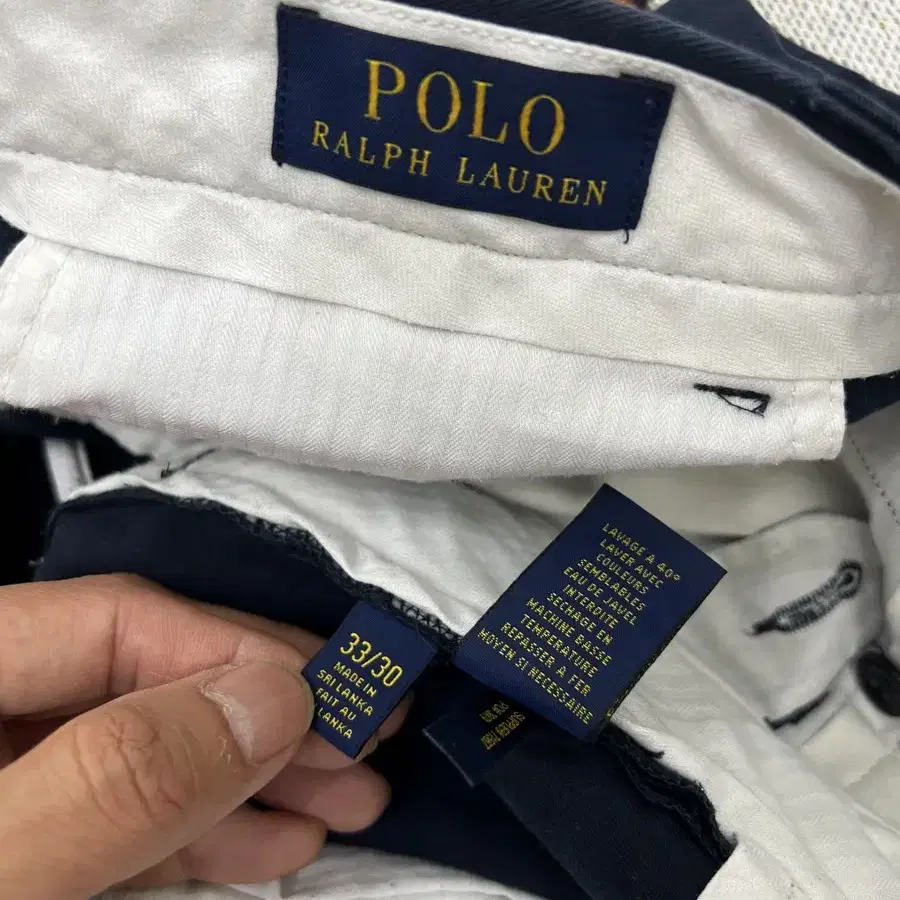 POLO
RALPH LAUREN
LAVAGE A 40°
LAVER AVEC
COULEURS
SEMBLABLES
EAU DE JAVEL
INTERDITE
SECHAGE EN
MACHINE BASSE
TEMPERATURE
REPASSER A FER
MOYEN SI NECESSAIRE
33/30
MADE IN
SRI LANKA
FAIT AU
LANKA